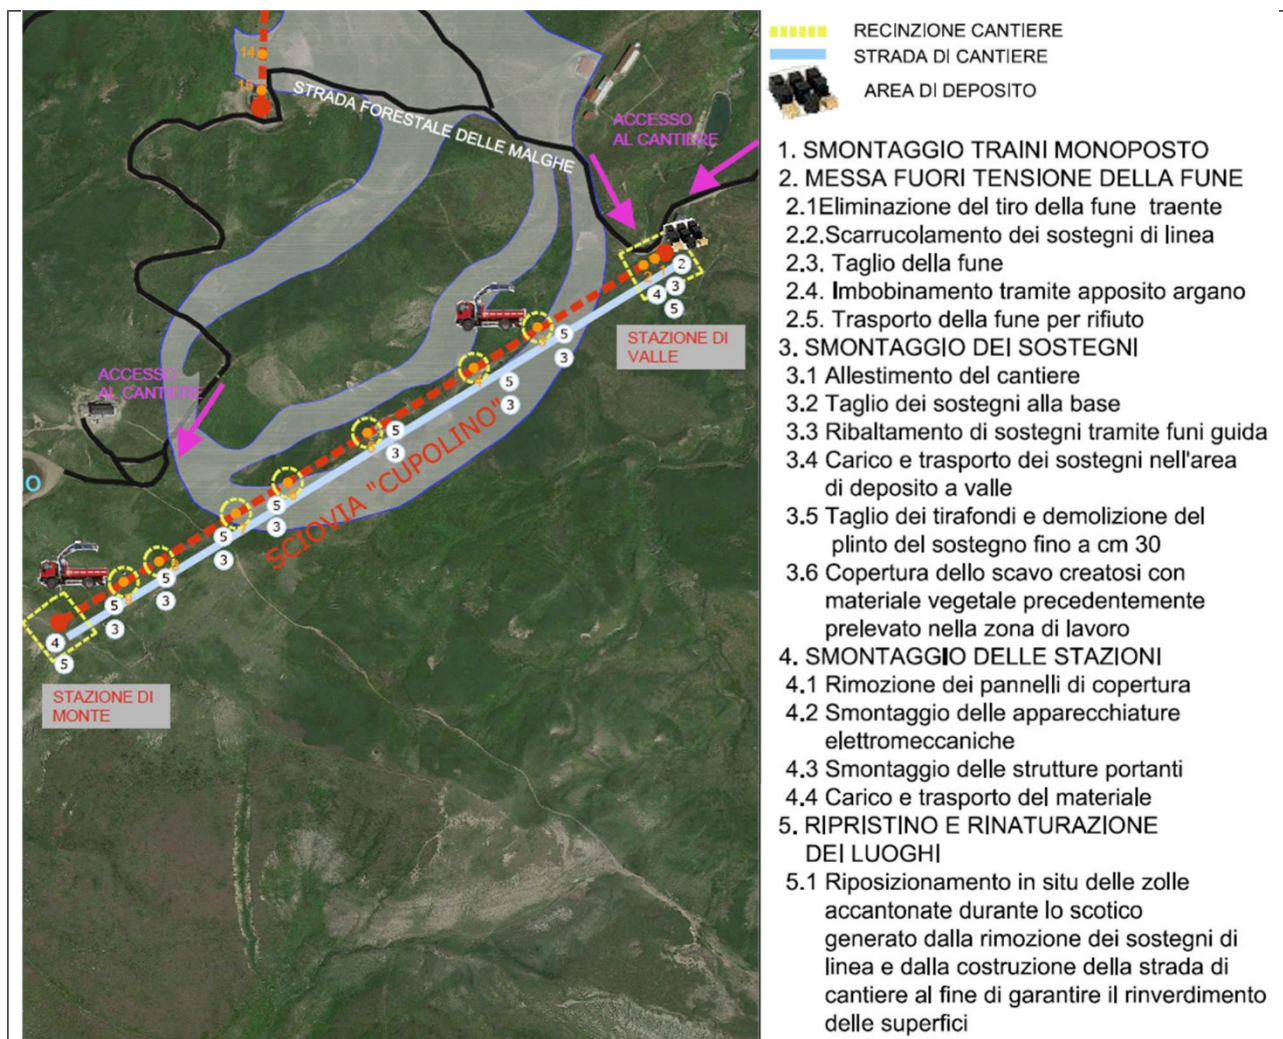 14
15
STRADA FORESTALE DELLE MALGHE
ACCESSO
AL CANTIERE
2
3
4
5
STAZIONE DI
VALLE
ACCESSO
AL CANTIERE
5
3
5
3
5
3
5
3
5
3
5
3
5
3
SCIOVIA "CUPOLINO"
O
4
5
STAZIONE DI
MONTE
RECINZIONE CANTIERE
STRADA DI CANTIERE
AREA DI DEPOSITO
1. SMONTAGGIO TRAINI MONOPOSTO
2. MESSA FUORI TENSIONE DELLA FUNE
2.1Eliminazione del tiro della fune traente
2.2.Scarrucolamento dei sostegni di linea
2.3. Taglio della fune
2.4. Imbobinamento tramite apposito argano
2.5. Trasporto della fune per rifiuto
3. SMONTAGGIO DEI SOSTEGNI
3.1 Allestimento del cantiere
3.2 Taglio dei sostegni alla base
3.3 Ribaltamento di sostegni tramite funi guida
3.4 Carico e trasporto dei sostegni nell'area
di deposito a valle
3.5 Taglio dei tirafondi e demolizione del
plinto del sostegno fino a cm 30
3.6 Copertura dello scavo creatosi con
materiale vegetale precedentemente
prelevato nella zona di lavoro
4. SMONTAGGIO DELLE STAZIONI
4.1 Rimozione dei pannelli di copertura
4.2 Smontaggio delle apparecchiature
elettromeccaniche
4.3 Smontaggio delle strutture portanti
4.4 Carico e trasporto del materiale
5. RIPRISTINO E RINATURAZIONE
DEI LUOGHI
5.1 Riposizionamento in situ delle zolle
accantonate durante lo scotico
generato dalla rimozione dei sostegni di
linea e dalla costruzione della strada di
cantiere al fine di garantire il rinverdimento
delle superfici